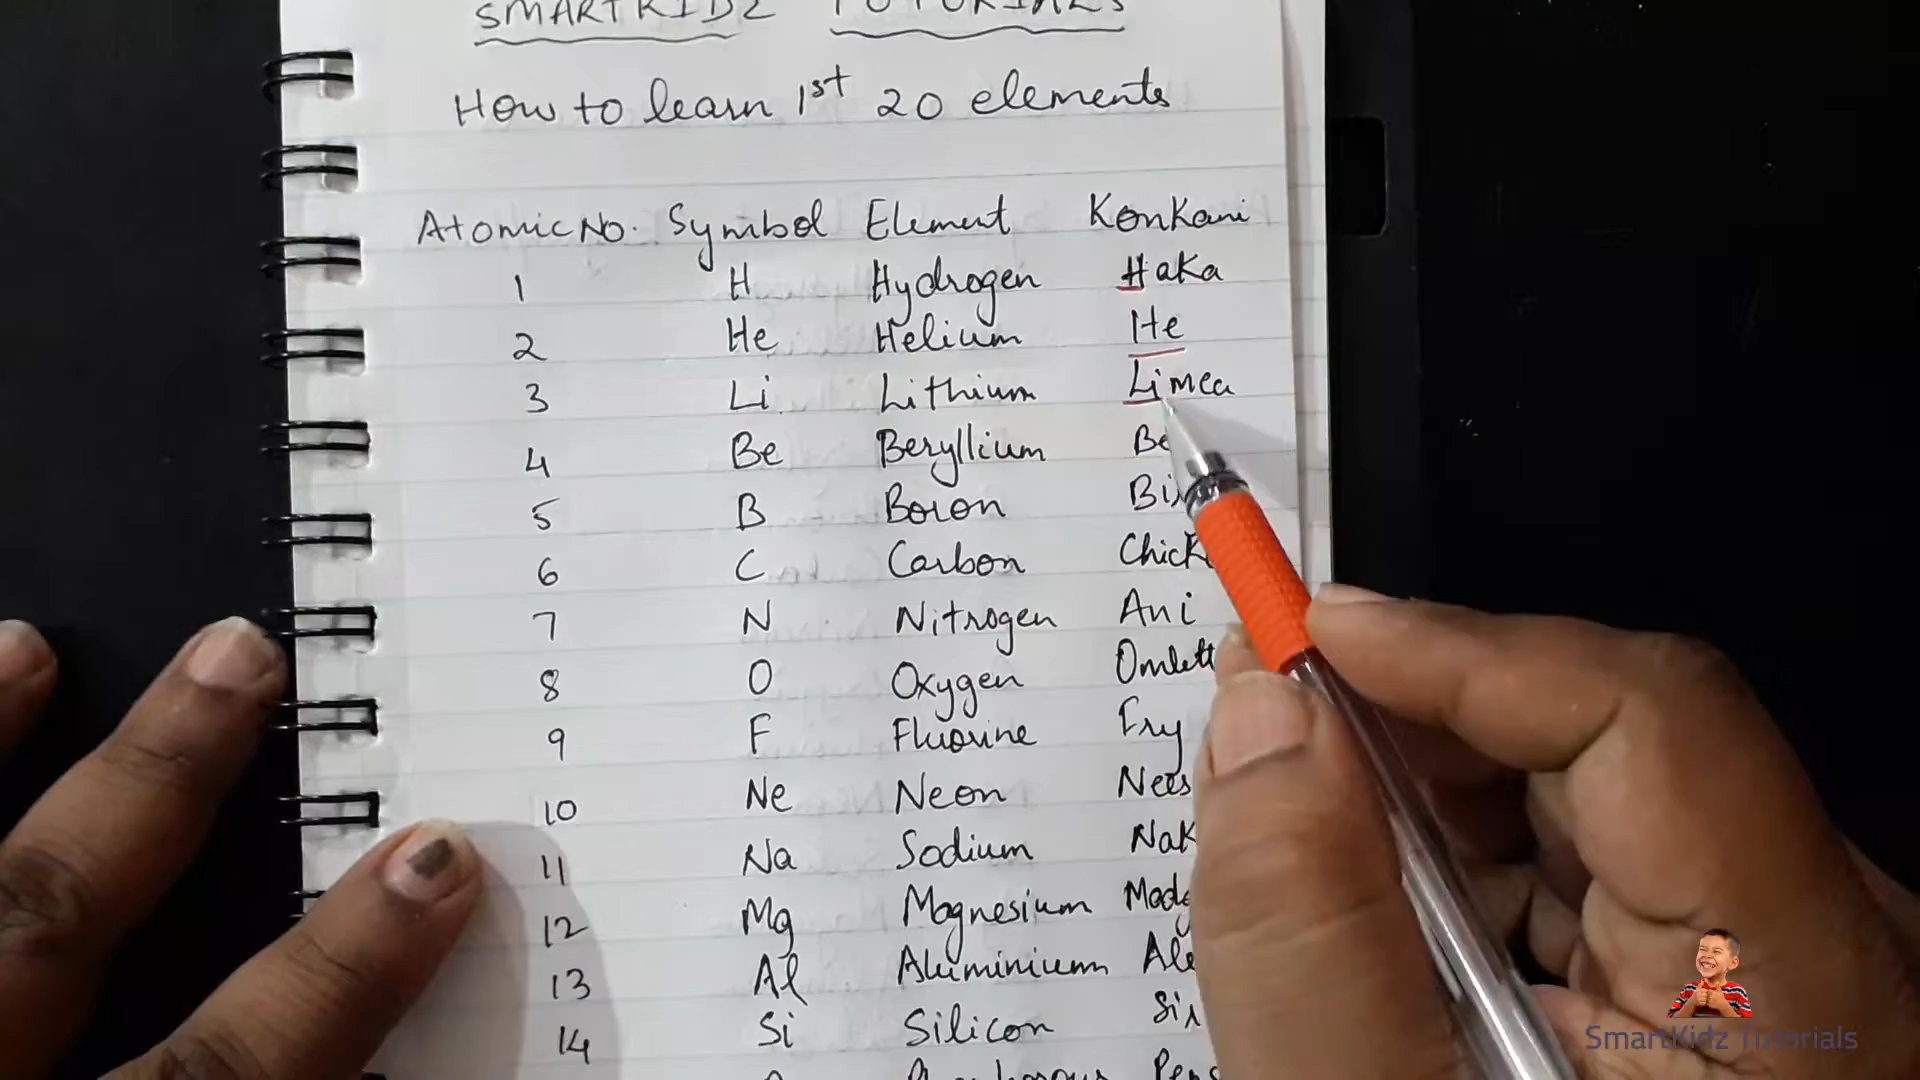 SMARTKIDZ TUTORIALS
How to learn 1st 20 elements
Atomic No. Symbol Element Konkani
1 H Hydrogen Haka
2 He Helium He
3 Li Lithium Limca
4 Be Beryllium
5 B Boron
6 C Carbon
7 N Nitrogen Ani
8 O Oxygen
9 F Fluorine Fry
10 Ne Neon
11 Na Sodium
12 Mg Magnesium
13 Al Aluminium
14 Si Silicon
SmartKidz Tutorials